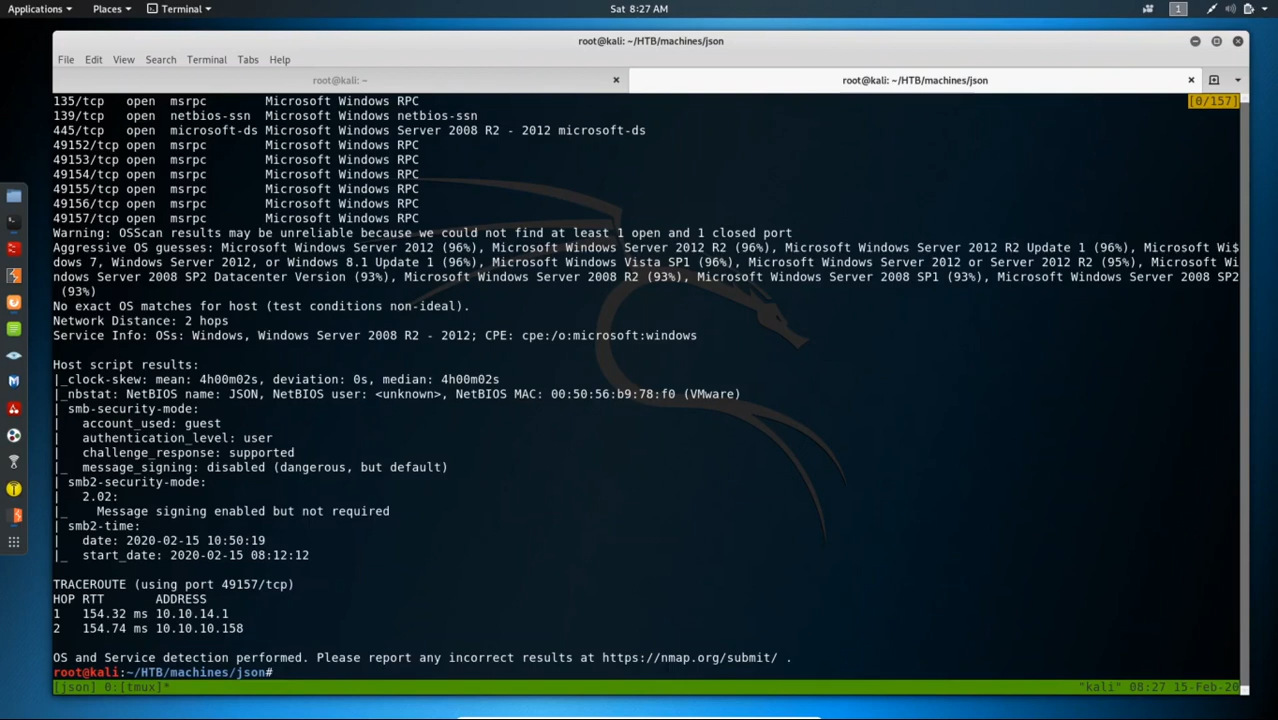 Applications Places Terminal Sat 8:27 AM 1
root@kali: ~/HTB/machines/json
File Edit View Search Terminal Tabs Help
root@kali: ~ root@kali: ~/HTB/machines/json
135/tcp open msrpc Microsoft Windows RPC [0/157]
139/tcp open netbios-ssn Microsoft Windows netbios-ssn
445/tcp open microsoft-ds Microsoft Windows Server 2008 R2 - 2012 microsoft-ds
49152/tcp open msrpc Microsoft Windows RPC
49153/tcp open msrpc Microsoft Windows RPC
49154/tcp open msrpc Microsoft Windows RPC
49155/tcp open msrpc Microsoft Windows RPC
49156/tcp open msrpc Microsoft Windows RPC
49157/tcp open msrpc Microsoft Windows RPC
Warning: OSScan results may be unreliable because we could not find at least 1 open and 1 closed port
Aggressive OS guesses: Microsoft Windows Server 2012 (96%), Microsoft Windows Server 2012 R2 (96%), Microsoft Windows Server 2012 R2 Update 1 (96%), Microsoft Wi$
dows 7, Windows Server 2012, or Windows 8.1 Update 1 (96%), Microsoft Windows Vista SP1 (96%), Microsoft Windows Server 2012 or Server 2012 R2 (95%), Microsoft Wi
ndows Server 2008 SP2 Datacenter Version (93%), Microsoft Windows Server 2008 R2 (93%), Microsoft Windows Server 2008 SP1 (93%), Microsoft Windows Server 2008 SP2
(93%)
No exact OS matches for host (test conditions non-ideal).
Network Distance: 2 hops
Service Info: OSs: Windows, Windows Server 2008 R2 - 2012; CPE: cpe:/o:microsoft:windows
Host script results:
|_clock-skew: mean: 4h00m02s, deviation: 0s, median: 4h00m02s
|_nbstat: NetBIOS name: JSON, NetBIOS user: <unknown>, NetBIOS MAC: 00:50:56:b9:78:f0 (VMware)
| smb-security-mode:
|   account_used: guest
|   authentication_level: user
|   challenge_response: supported
|_  message_signing: disabled (dangerous, but default)
| smb2-security-mode:
|   2.02:
|_    Message signing enabled but not required
| smb2-time:
|   date: 2020-02-15 10:50:19
|_  start_date: 2020-02-15 08:12:12
TRACEROUTE (using port 49157/tcp)
HOP RTT ADDRESS
1 154.32 ms 10.10.14.1
2 154.74 ms 10.10.10.158
OS and Service detection performed. Please report any incorrect results at https://nmap.org/submit/ .
root@kali:~/HTB/machines/json#
[json] 0:[tmux]* "kali" 08:27 15-Feb-20